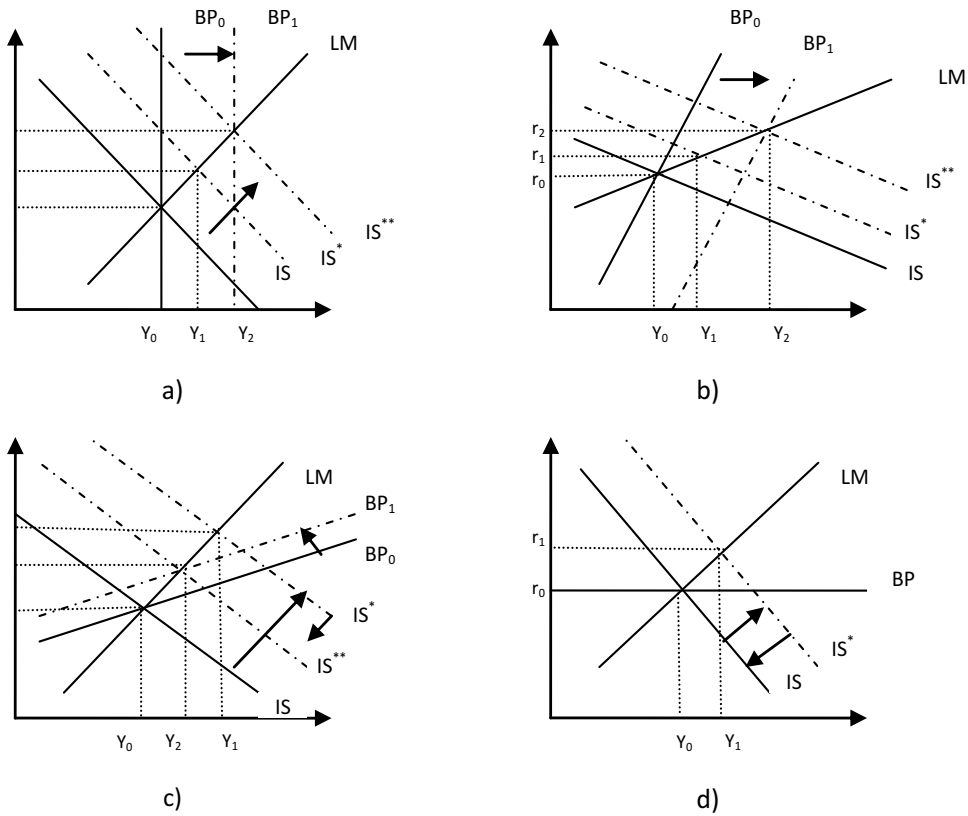 BP₀ BP₁
LM
IS**
IS*
IS
Y₀ Y₁ Y₂
a)
BP₀
BP₁
LM
r₂
r₁
r₀
IS**
IS*
IS
Y₀ Y₁ Y₂
b)
LM
BP₁
BP₀
IS*
IS**
IS
Y₀ Y₂ Y₁
c)
LM
r₁
r₀
BP
IS*
IS
Y₀ Y₁
d)